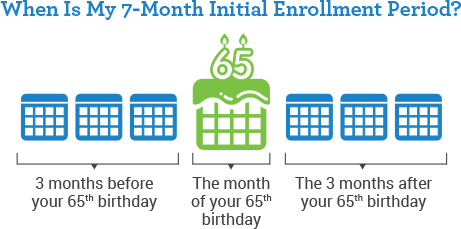 When Is My 7-Month Initial Enrollment Period?
65
3 months before
your 65th birthday
The month
of your 65th
birthday
The 3 months after
your 65th birthday